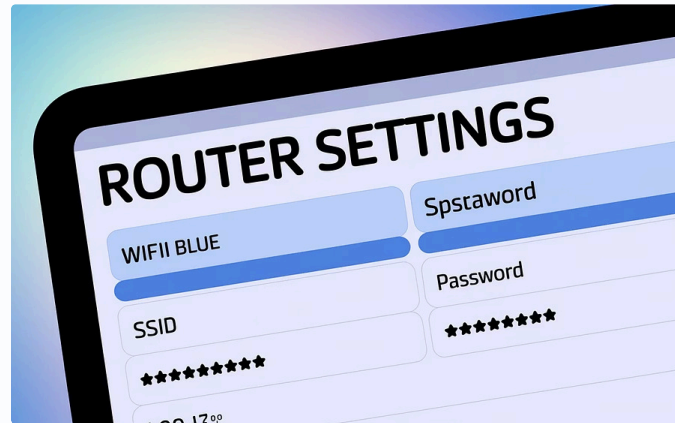 ROUTER SETTINGS
WIFII BLUE Spstaword
SSID Password
********* ********